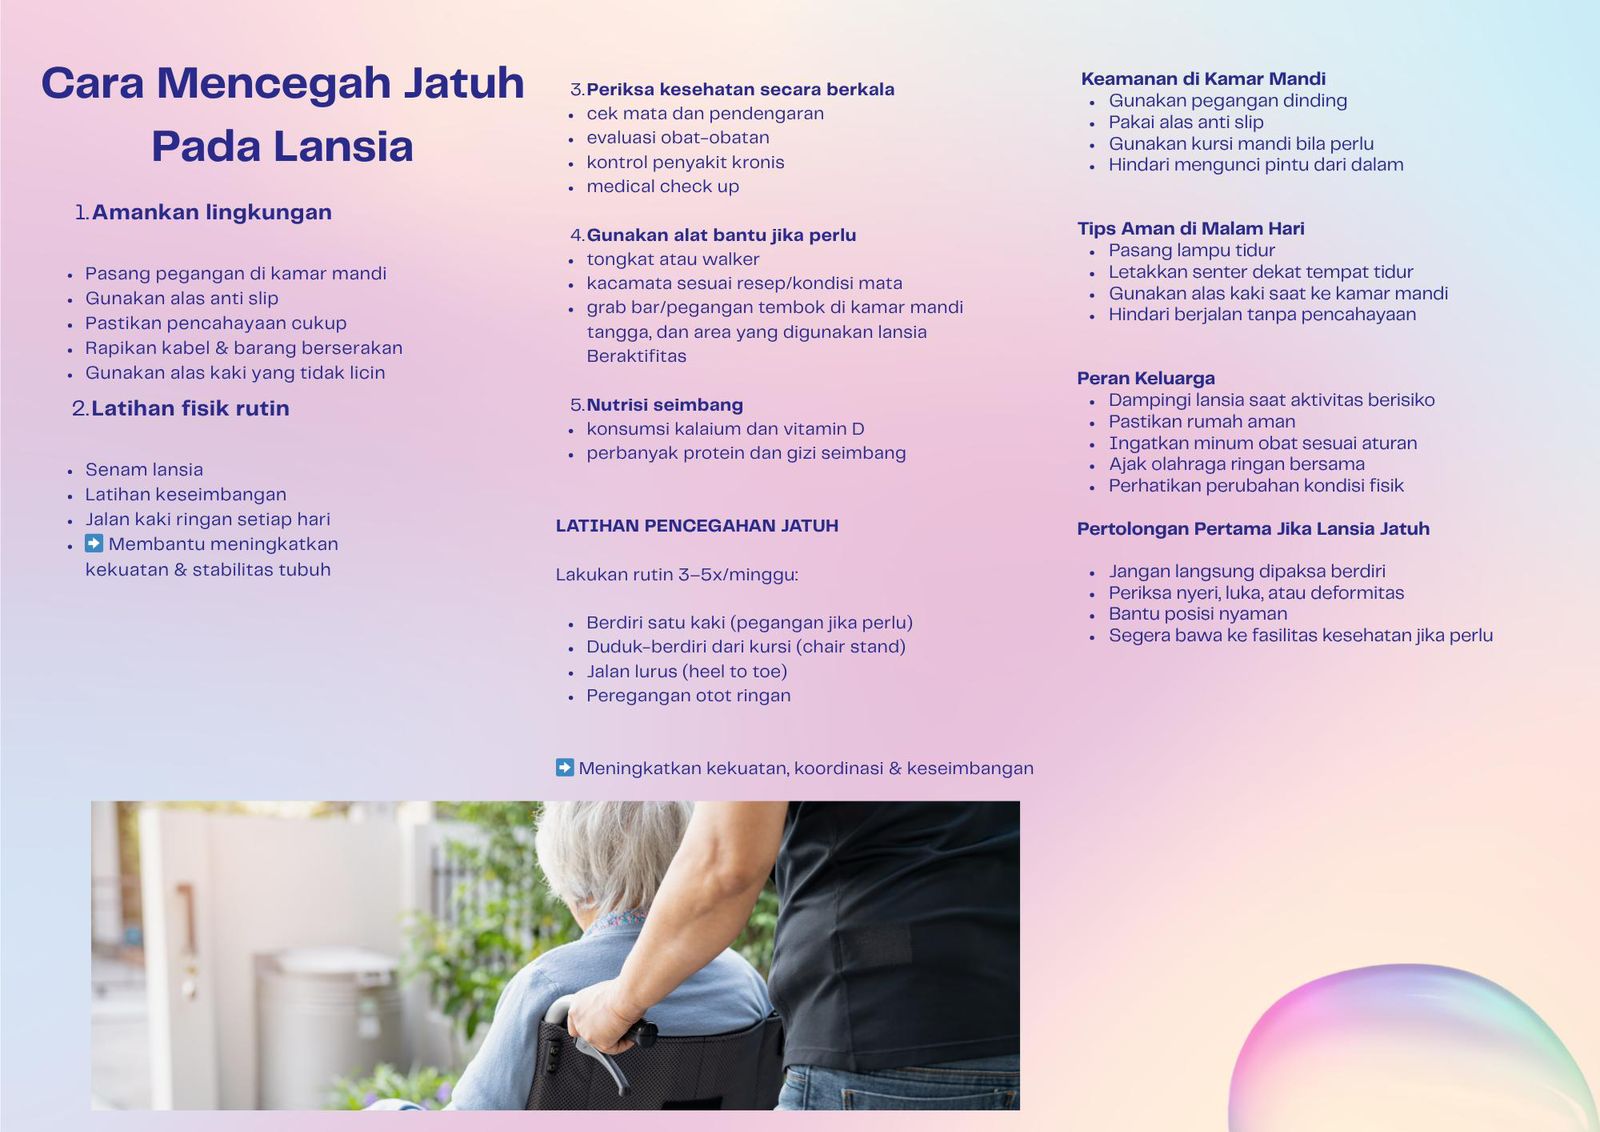 Cara Mencegah Jatuh
Pada Lansia
1. Amankan lingkungan
• Pasang pegangan di kamar mandi
• Gunakan alas anti slip
• Pastikan pencahayaan cukup
• Rapikan kabel & barang berserakan
• Gunakan alas kaki yang tidak licin
2. Latihan fisik rutin
• Senam lansia
• Latihan keseimbangan
• Jalan kaki ringan setiap hari
• ➡️ Membantu meningkatkan
kekuatan & stabilitas tubuh
3. Periksa kesehatan secara berkala
• cek mata dan pendengaran
• evaluasi obat-obatan
• kontrol penyakit kronis
• medical check up
4. Gunakan alat bantu jika perlu
• tongkat atau walker
• kacamata sesuai resep/kondisi mata
• grab bar/pegangan tembok di kamar mandi
tangga, dan area yang digunakan lansia
Beraktifitas
5. Nutrisi seimbang
• konsumsi kalaium dan vitamin D
• perbanyak protein dan gizi seimbang
LATIHAN PENCEGAHAN JATUH
Lakukan rutin 3–5x/minggu:
• Berdiri satu kaki (pegangan jika perlu)
• Duduk-berdiri dari kursi (chair stand)
• Jalan lurus (heel to toe)
• Peregangan otot ringan
➡️ Meningkatkan kekuatan, koordinasi & keseimbangan
Keamanan di Kamar Mandi
• Gunakan pegangan dinding
• Pakai alas anti slip
• Gunakan kursi mandi bila perlu
• Hindari mengunci pintu dari dalam
Tips Aman di Malam Hari
• Pasang lampu tidur
• Letakkan senter dekat tempat tidur
• Gunakan alas kaki saat ke kamar mandi
• Hindari berjalan tanpa pencahayaan
Peran Keluarga
• Dampingi lansia saat aktivitas berisiko
• Pastikan rumah aman
• Ingatkan minum obat sesuai aturan
• Ajak olahraga ringan bersama
• Perhatikan perubahan kondisi fisik
Pertolongan Pertama Jika Lansia Jatuh
• Jangan langsung dipaksa berdiri
• Periksa nyeri, luka, atau deformitas
• Bantu posisi nyaman
• Segera bawa ke fasilitas kesehatan jika perlu